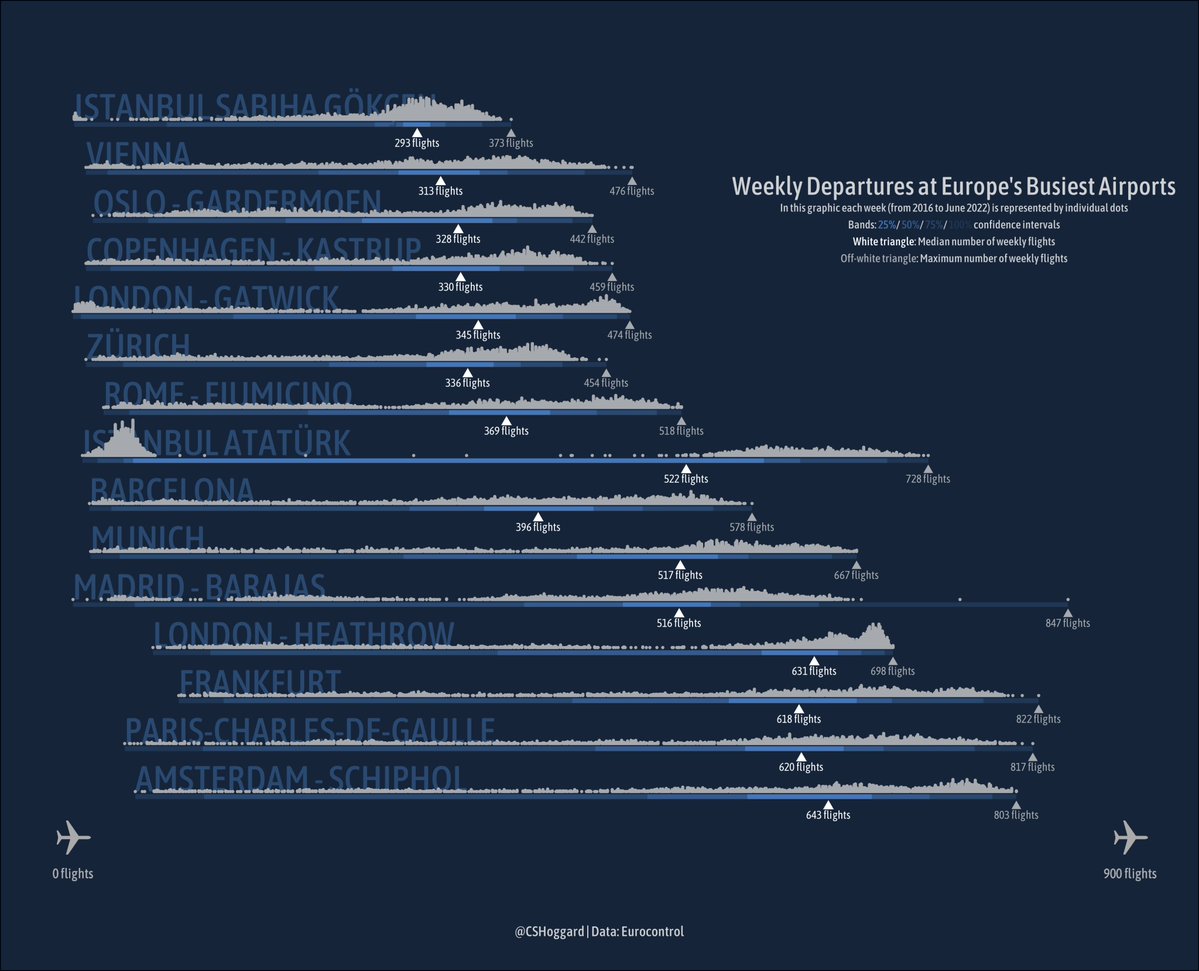 ISTANBUL SABIHA GÖKÇEN
293 flights
373 flights
VIENNA
313 flights
476 flights
Weekly Departures at Europe's Busiest Airports
In this graphic each week (from 2016 to June 2022) is represented by individual dots
Bands: 25%/ 50%/ 75%/ 100% confidence intervals
White triangle: Median number of weekly flights
Off-white triangle: Maximum number of weekly flights
OSLO - GARDERMOEN
328 flights
442 flights
COPENHAGEN - KASTRUP
330 flights
459 flights
LONDON - GATWICK
345 flights
474 flights
ZÜRICH
336 flights
454 flights
ROME - FIUMICINO
369 flights
518 flights
ISTANBUL ATATÜRK
522 flights
728 flights
BARCELONA
396 flights
578 flights
MUNICH
517 flights
667 flights
MADRID - BARAJAS
516 flights
847 flights
LONDON - HEATHROW
631 flights
698 flights
FRANKFURT
618 flights
822 flights
PARIS-CHARLES-DE-GAULLE
620 flights
817 flights
AMSTERDAM - SCHIPHOL
643 flights
803 flights
0 flights
900 flights
@CSHoggard | Data: Eurocontrol